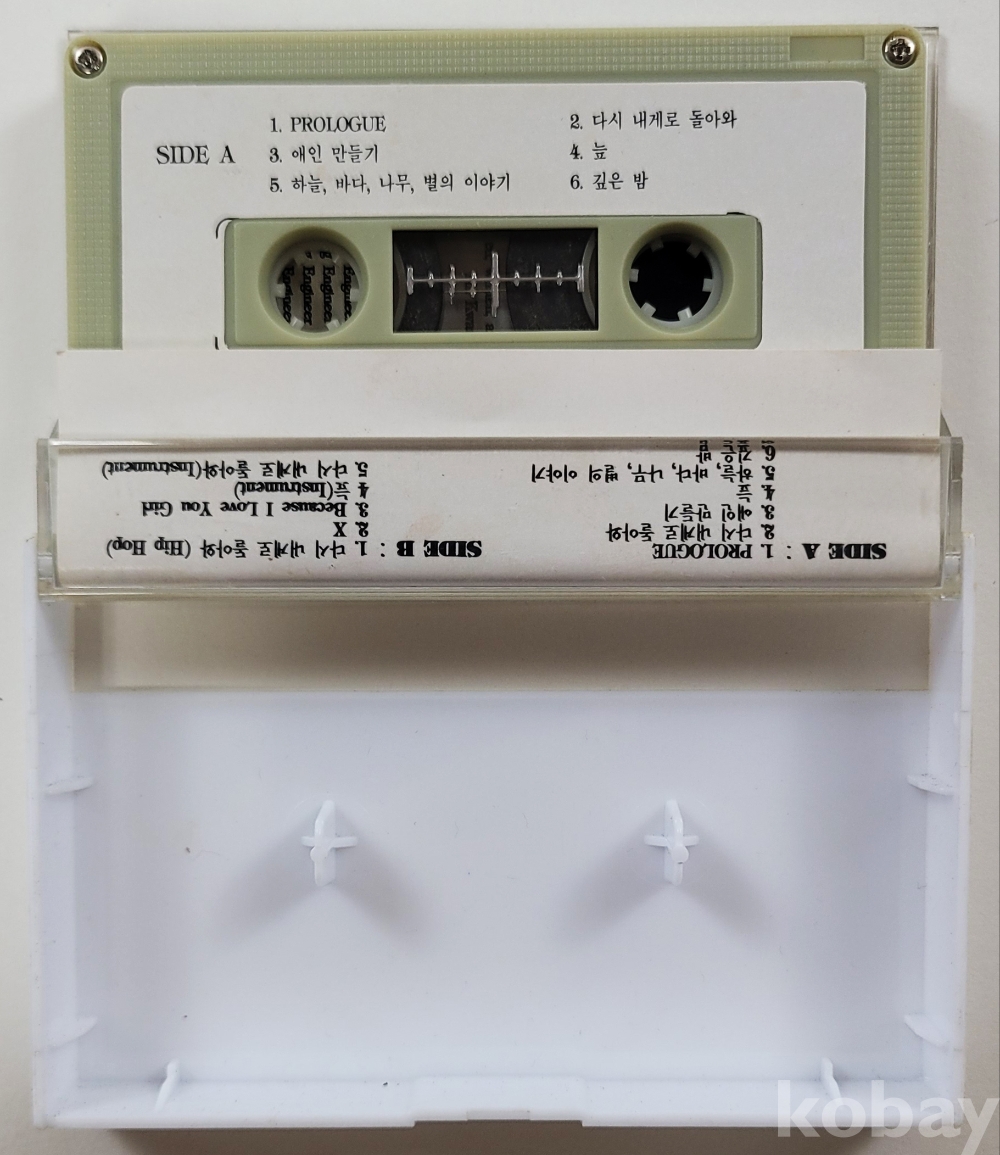 1. PROLOGUE
2. 다시 내게로 돌아와
SIDE A
3. 애인 만들기
4. 늪
5. 하늘, 바다, 나무, 별의 이야기
6. 깊은 밤
Engineer
Engineer
Engineer
SIDE A : 1. PROLOGUE
2. 다시 내게로 돌아와
3. 애인 만들기
4. 늪
5. 하늘, 바다, 나무, 별의 이야기
6. 깊은 밤
SIDE B : 1. 다시 내게로 돌아와 (Hip Hop)
2. X
3. Because I Love You Girl
4. 늪(Instrument)
5. 다시 내게로 돌아와(Instrument)
kobay